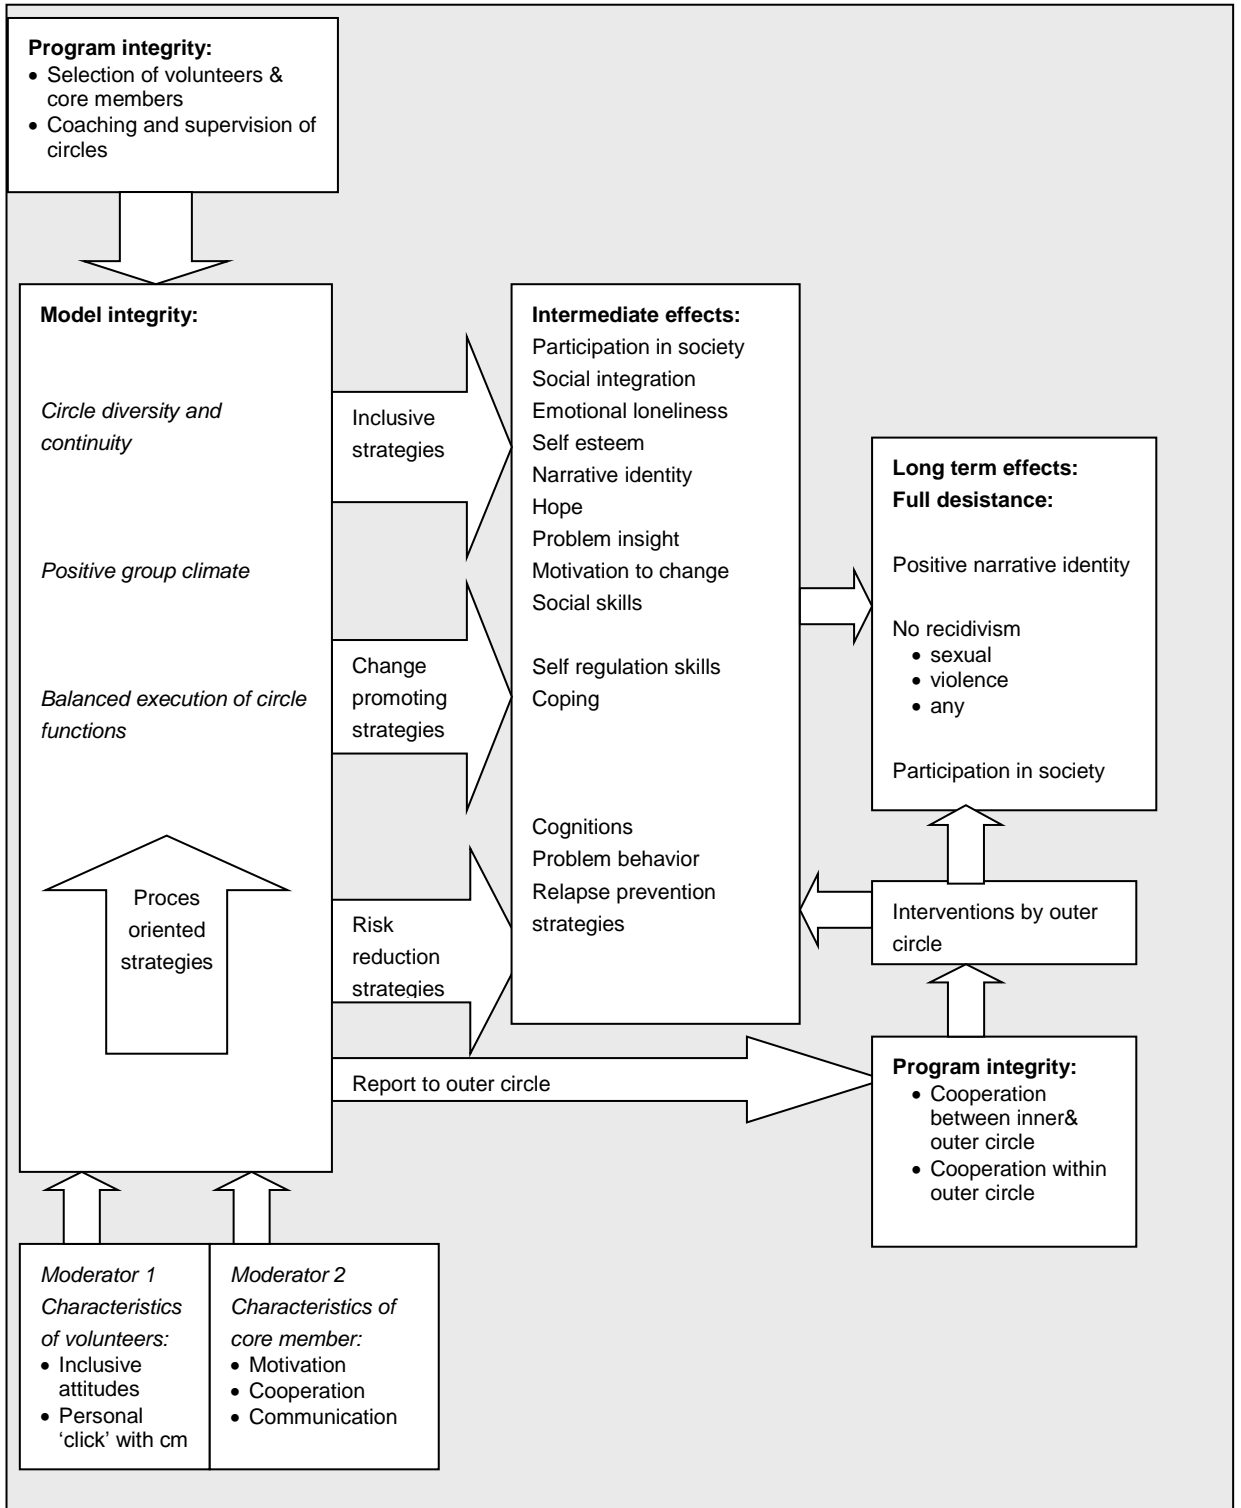 Program integrity:
• Selection of volunteers &
core members
• Coaching and supervision of
circles
Model integrity:
Circle diversity and
continuity
Positive group climate
Balanced execution of circle
functions
Proces
oriented
strategies
Inclusive
strategies
Change
promoting
strategies
Risk
reduction
strategies
Report to outer circle
Intermediate effects:
Participation in society
Social integration
Emotional loneliness
Self esteem
Narrative identity
Hope
Problem insight
Motivation to change
Social skills
Self regulation skills
Coping
Cognitions
Problem behavior
Relapse prevention
strategies
Long term effects:
Full desistance:
Positive narrative identity
No recidivism
• sexual
• violence
• any
Participation in society
Interventions by outer
circle
Program integrity:
• Cooperation
between inner&
outer circle
• Cooperation within
outer circle
Moderator 1
Characteristics
of volunteers:
• Inclusive
attitudes
• Personal
‘click’ with cm
Moderator 2
Characteristics of
core member:
• Motivation
• Cooperation
• Communication